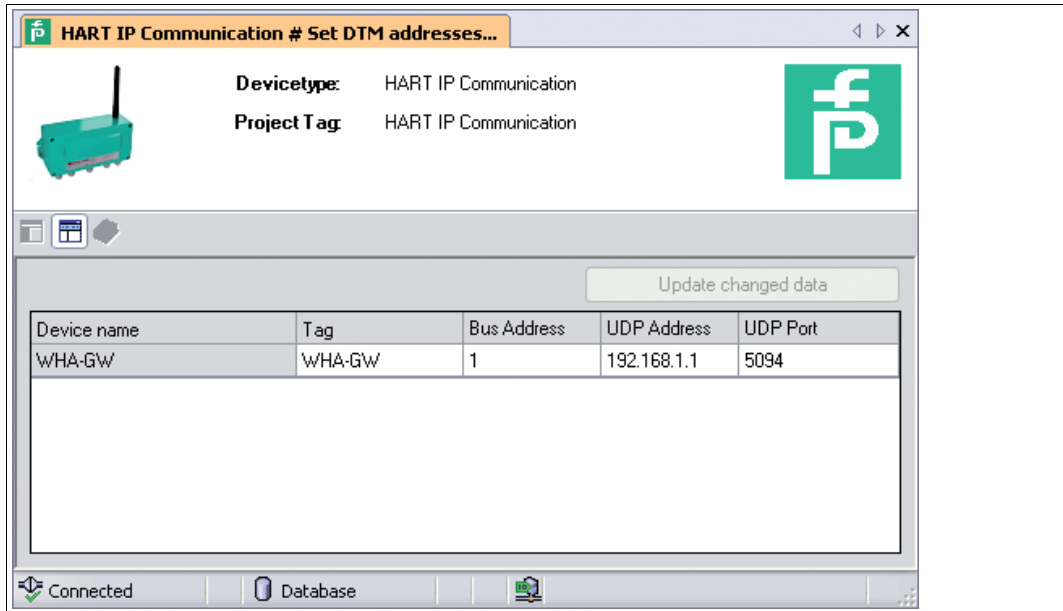 HART IP Communication # Set DTM addresses...
Devicetype: HART IP Communication
Project Tag: HART IP Communication
Update changed data
Device name Tag Bus Address UDP Address UDP Port
WHA-GW WHA-GW 1 192.168.1.1 5094
Connected Database